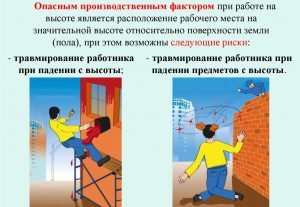 Опасным производственным фактором при работе на
высоте является расположение рабочего места на
значительной высоте относительно поверхности земли
(пола), при этом возможны следующие риски:
- травмирование работника
при падении с высоты;
- травмирование работника при
падении предметов с высоты.